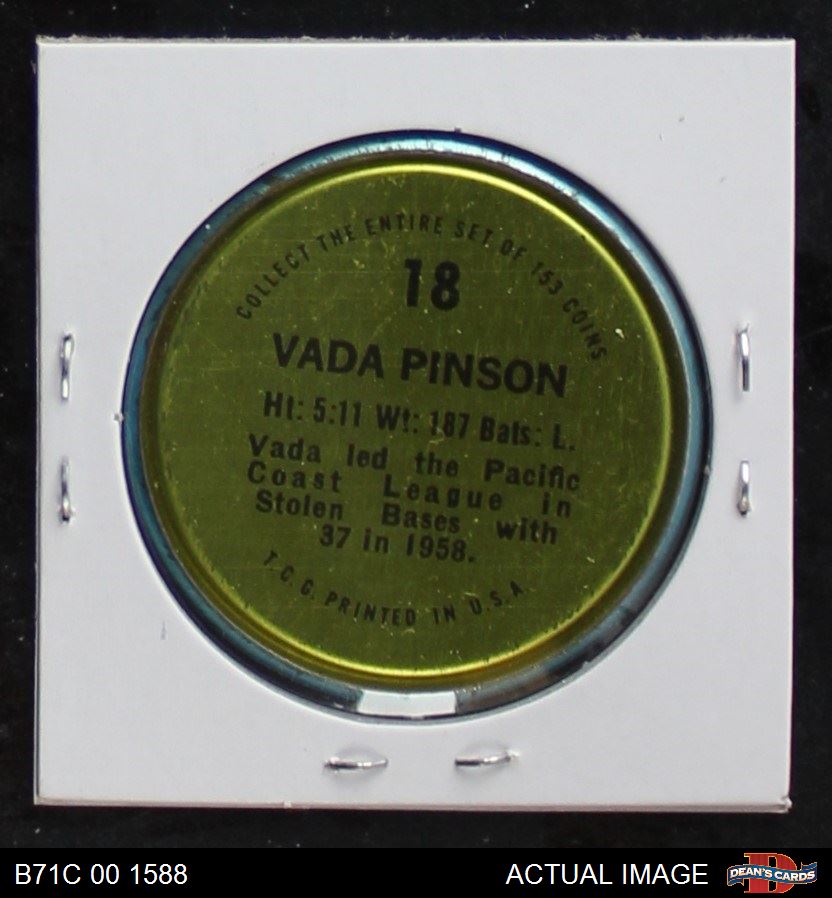 COLLECT THE ENTIRE SET OF 153 COINS
18
VADA PINSON
Ht: 5:11 Wt: 187 Bats: L.
Vada led the Pacific
Coast League in
Stolen Bases with
37 in 1958.
T.C.G. PRINTED IN U.S.A.
B71C 00 1588
ACTUAL IMAGE
DEAN'S CARDS